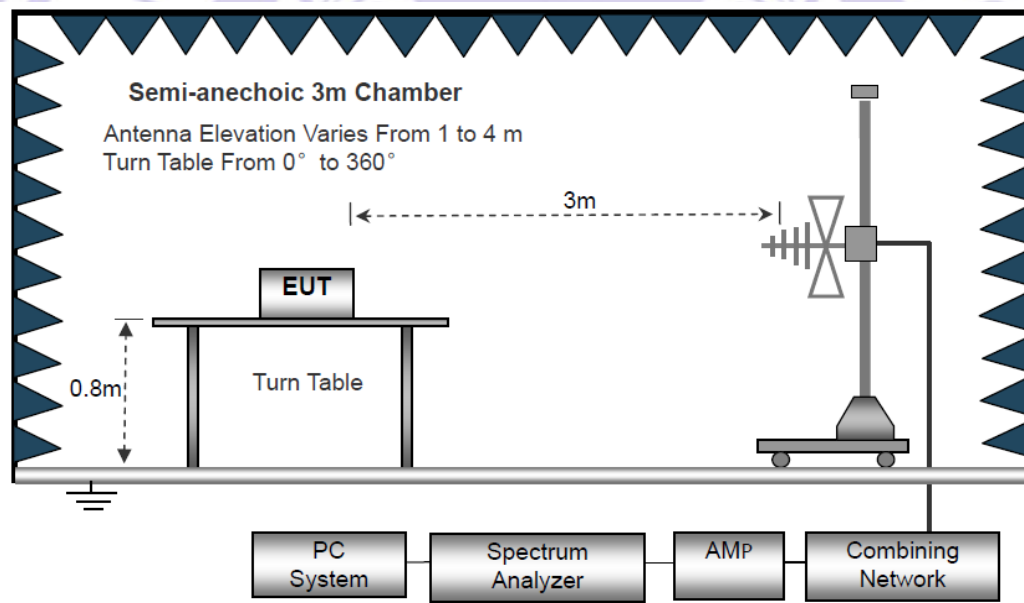 Semi-anechoic 3m Chamber
Antenna Elevation Varies From 1 to 4 m
Turn Table From 0° to 360°
3m
EUT
0.8m
Turn Table
PC
System
Spectrum
Analyzer
AMP
Combining
Network